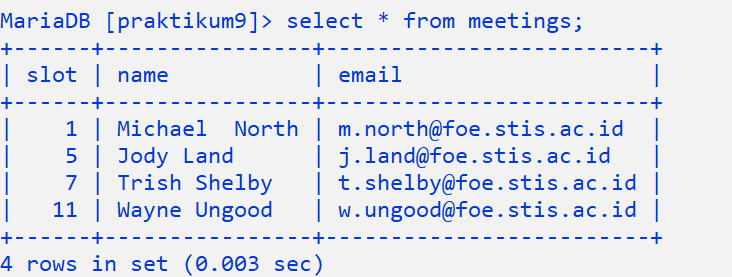 MariaDB [praktikum9]> select * from meetings;
+------+----------------+------------------------+
| slot | name           | email                  |
+------+----------------+------------------------+
|    1 | Michael  North | m.north@foe.stis.ac.id  |
|    5 | Jody Land      | j.land@foe.stis.ac.id   |
|    7 | Trish Shelby   | t.shelby@foe.stis.ac.id |
|   11 | Wayne Ungood   | w.ungood@foe.stis.ac.id |
+------+----------------+------------------------+
4 rows in set (0.003 sec)